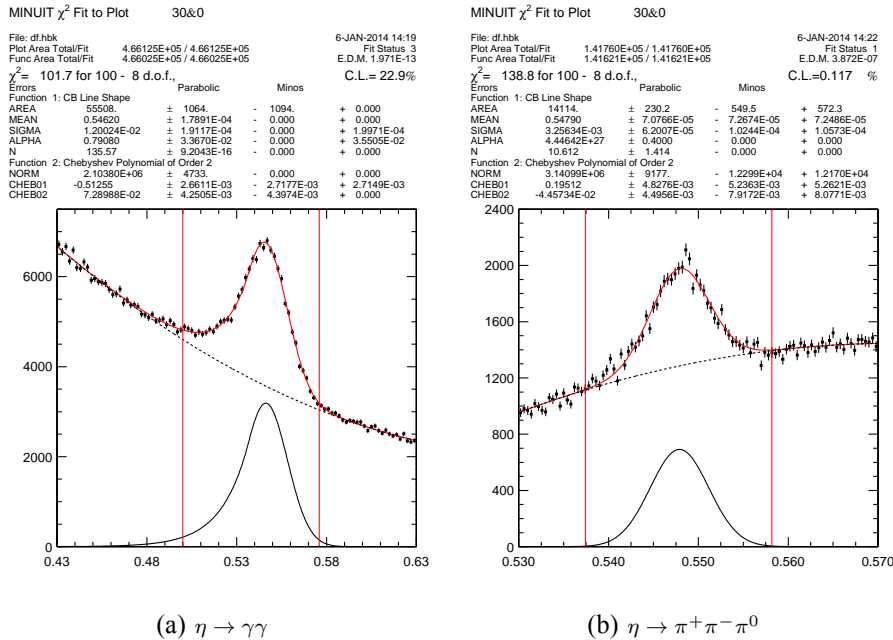 MINUIT χ² Fit to Plot 30&0
File: df.hbk 6-JAN-2014 14:19
Plot Area Total/Fit 4.66125E+05 / 4.66125E+05 Fit Status 3
Func Area Total/Fit 4.66025E+05 / 4.66025E+05 E.D.M. 1.971E-13
χ²= 101.7 for 100 - 8 d.o.f., C.L.= 22.9%
Errors Parabolic Minos
Function 1: CB Line Shape
AREA 55508. ± 1064. - 1094. + 0.000
MEAN 0.54620 ± 1.7891E-04 - 0.000 + 0.000
SIGMA 1.20024E-02 ± 1.9117E-04 - 0.000 + 1.9971E-04
ALPHA 0.79080 ± 3.3670E-02 - 0.000 + 3.5505E-02
N 135.57 ± 9.2043E-16 - 0.000 + 0.000
Function 2: Chebyshev Polynomial of Order 2
NORM 2.10380E+06 ± 4733. - 0.000 + 0.000
CHEB01 -0.51255 ± 2.6611E-03 - 2.7177E-03 + 2.7149E-03
CHEB02 7.28988E-02 ± 4.2505E-03 - 4.3974E-03 + 0.000
6000
4000
2000
0
0.43 0.48 0.53 0.58 0.63
(a) η → γγ
MINUIT χ² Fit to Plot 30&0
File: df.hbk 6-JAN-2014 14:22
Plot Area Total/Fit 1.41760E+05 / 1.41760E+05 Fit Status 1
Func Area Total/Fit 1.41621E+05 / 1.41621E+05 E.D.M. 3.872E-07
χ²= 138.8 for 100 - 8 d.o.f., C.L.=0.117 %
Errors Parabolic Minos
Function 1: CB Line Shape
AREA 14114. ± 230.2 - 549.5 + 572.3
MEAN 0.54790 ± 7.0766E-05 - 7.2674E-05 + 7.2486E-05
SIGMA 3.25634E-03 ± 6.2007E-05 - 1.0244E-04 + 1.0573E-04
ALPHA 4.44642E+27 ± 0.4000 - 0.000 + 0.000
N 10.612 ± 1.414 - 0.000 + 0.000
Function 2: Chebyshev Polynomial of Order 2
NORM 3.14099E+06 ± 9177. - 1.2299E+04 + 1.2170E+04
CHEB01 0.19512 ± 4.8276E-03 - 5.2363E-03 + 5.2621E-03
CHEB02 -4.45734E-02 ± 4.4956E-03 - 7.9172E-03 + 8.0771E-03
2400
2000
1600
1200
800
400
0
0.530 0.540 0.550 0.560 0.570
(b) η → π⁺π⁻π⁰